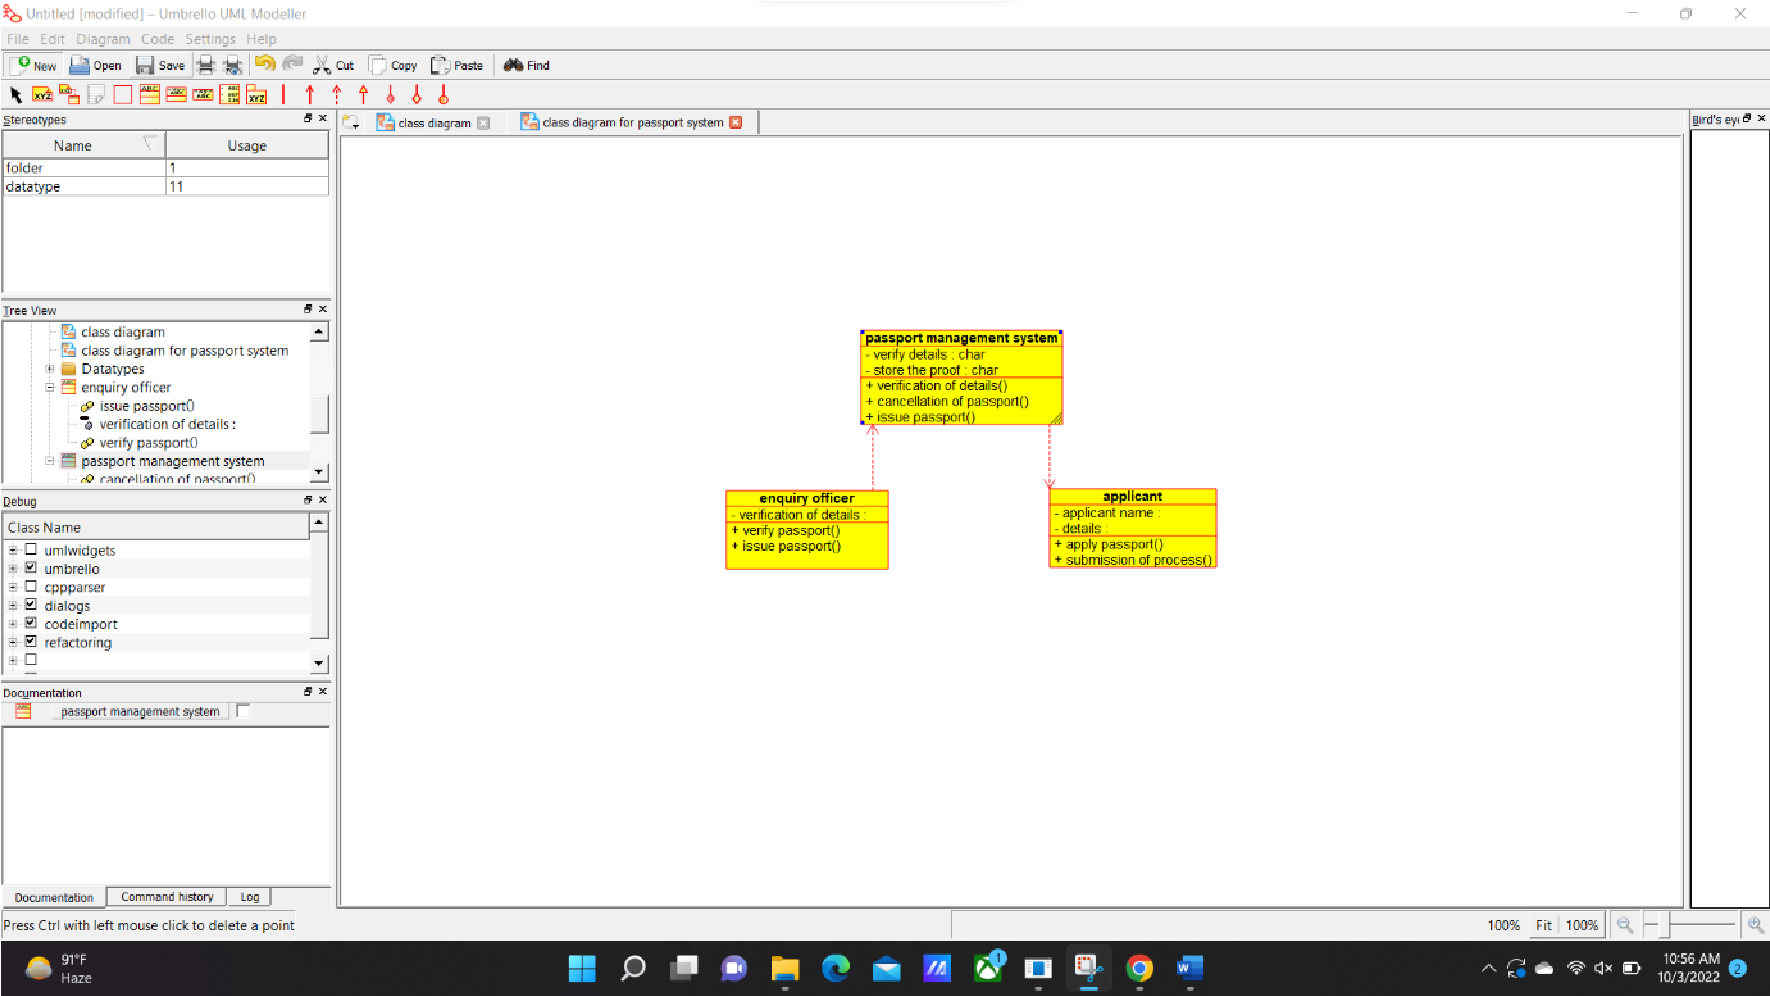 Untitled [modified] – Umbrello UML Modeller
File Edit Diagram Code Settings Help
New Open Save Cut Copy Paste Find
Stereotypes
Name Usage
folder 1
datatype 11
Tree View
class diagram
class diagram for passport system
Datatypes
enquiry officer
issue passport()
verification of details :
verify passport()
passport management system
cancellation of passport()
Debug
Class Name
umlwidgets
umbrello
cppparser
dialogs
codeimport
refactoring
Documentation
passport management system
Documentation Command history Log
Press Ctrl with left mouse click to delete a point
class diagram class diagram for passport system
passport management system
- verify details : char
- store the proof : char
+ verification of details()
+ cancellation of passport()
+ issue passport()
enquiry officer
- verification of details :
+ verify passport()
+ issue passport()
applicant
- applicant name :
- details :
+ apply passport()
+ submission of process()
Bird's eye
100% Fit 100%
91°F
Haze
1
10:56 AM
10/3/2022
2